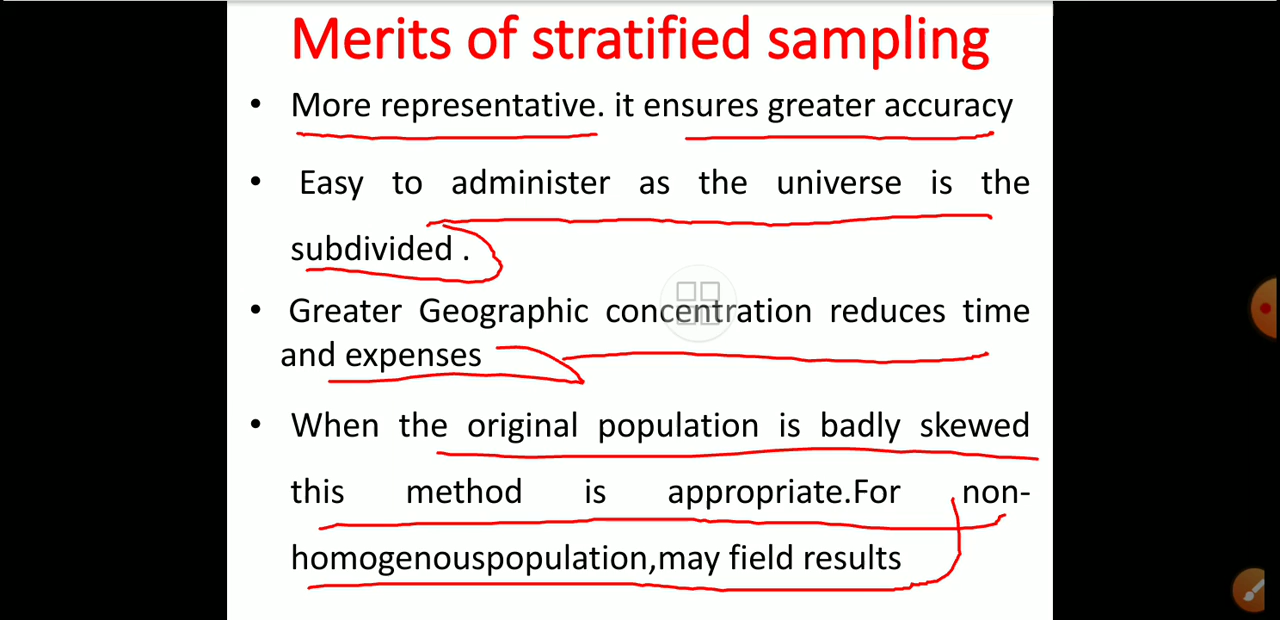 Merits of stratified sampling
• More representative. it ensures greater accuracy
• Easy to administer as the universe is the
subdivided .
• Greater Geographic concentration reduces time
and expenses
• When the original population is badly skewed
this method is appropriate.For non-
homogenouspopulation,may field results